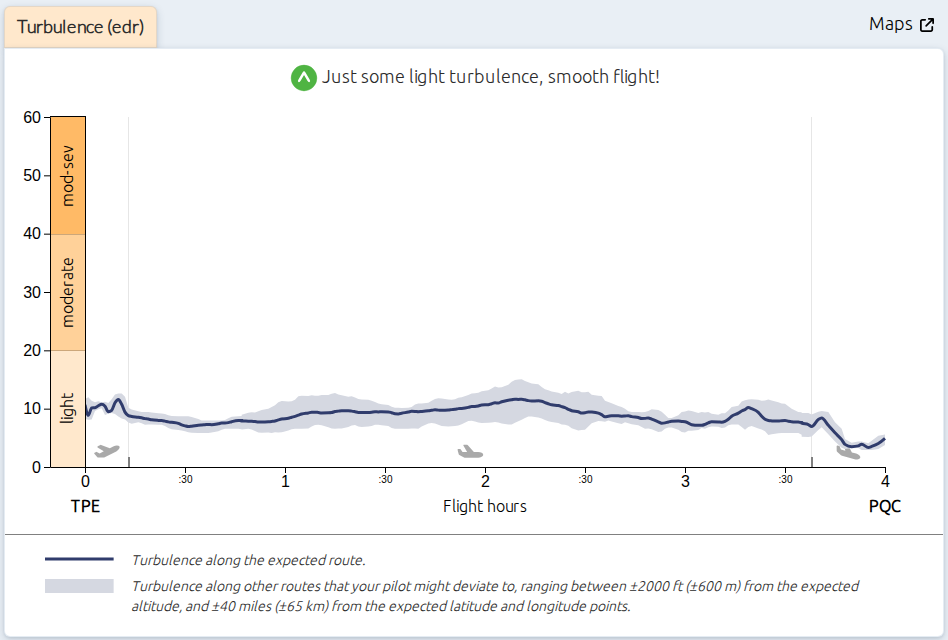 Turbulence (edr)
Maps
Just some light turbulence, smooth flight!
60
50
40
30
20
10
0
mod-sev
moderate
light
0 :30 1 :30 2 :30 3 :30 4
TPE Flight hours PQC
Turbulence along the expected route.
Turbulence along other routes that your pilot might deviate to, ranging between ±2000 ft (±600 m) from the expected
altitude, and ±40 miles (±65 km) from the expected latitude and longitude points.